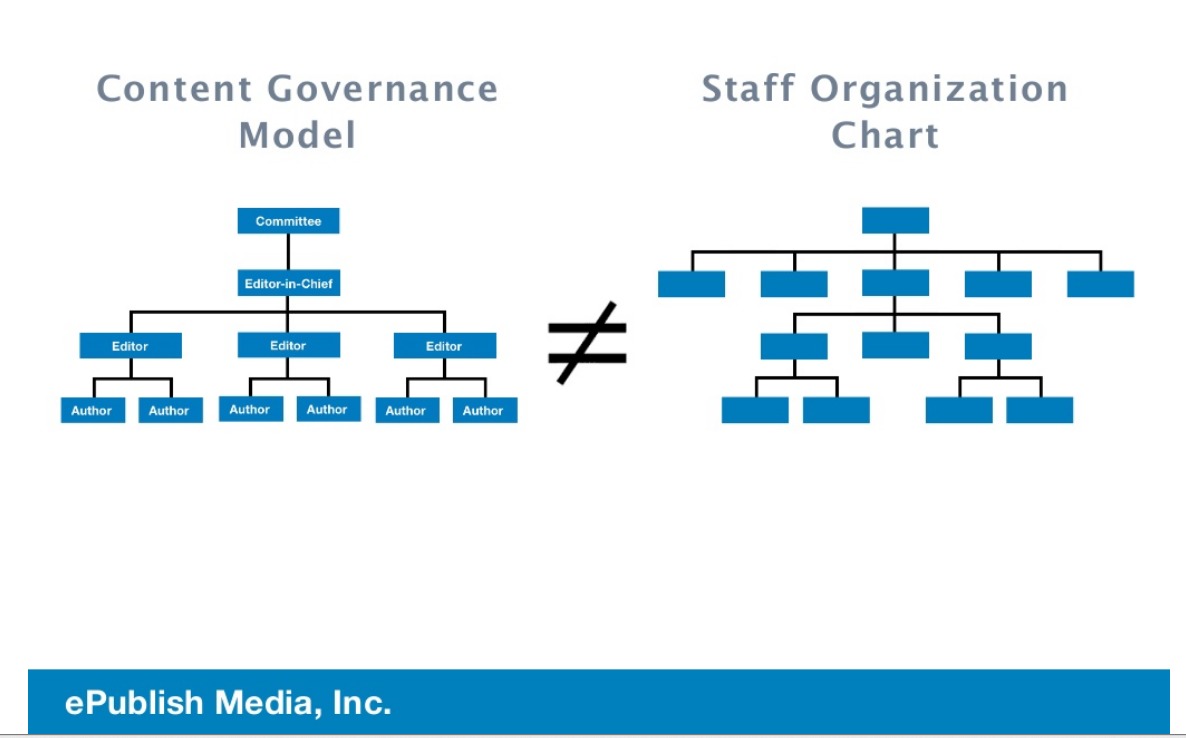 Content Governance
Model
Staff Organization
Chart
Committee
Editor-in-Chief
Editor
Editor
Editor
Author
Author
Author
Author
Author
Author
≠
ePublish Media, Inc.